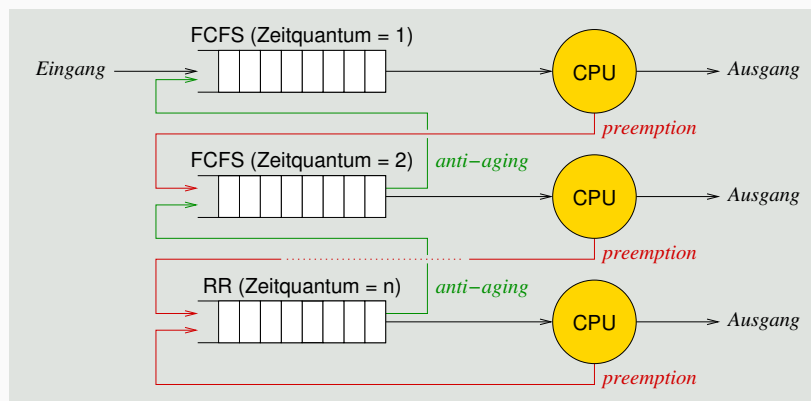 FCFS (Zeitquantum = 1)
Eingang
CPU
Ausgang
preemption
FCFS (Zeitquantum = 2)
anti-aging
CPU
Ausgang
preemption
RR (Zeitquantum = n)
anti-aging
CPU
Ausgang
preemption